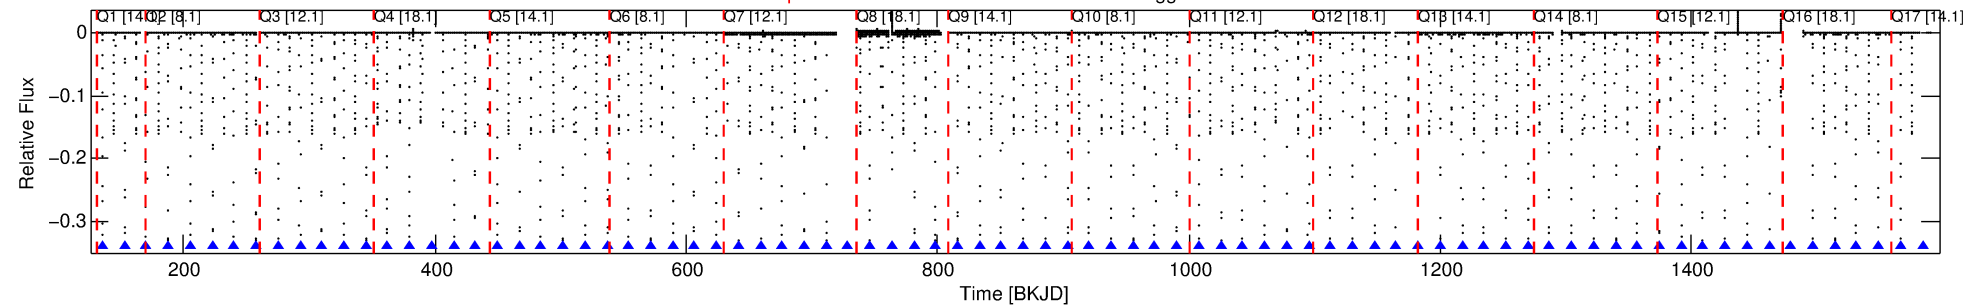 Q1 [14.1] Q2 [8.1] Q3 [12.1] Q4 [18.1] Q5 [14.1] Q6 [8.1] Q7 [12.1] Q8 [18.1] Q9 [14.1] Q10 [8.1] Q11 [12.1] Q12 [18.1] Q13 [14.1] Q14 [8.1] Q15 [12.1] Q16 [18.1] Q17 [14.1]
0
−0.1
−0.2
−0.3
Relative Flux
200 400 600 800 1000 1200 1400
Time [BKJD]